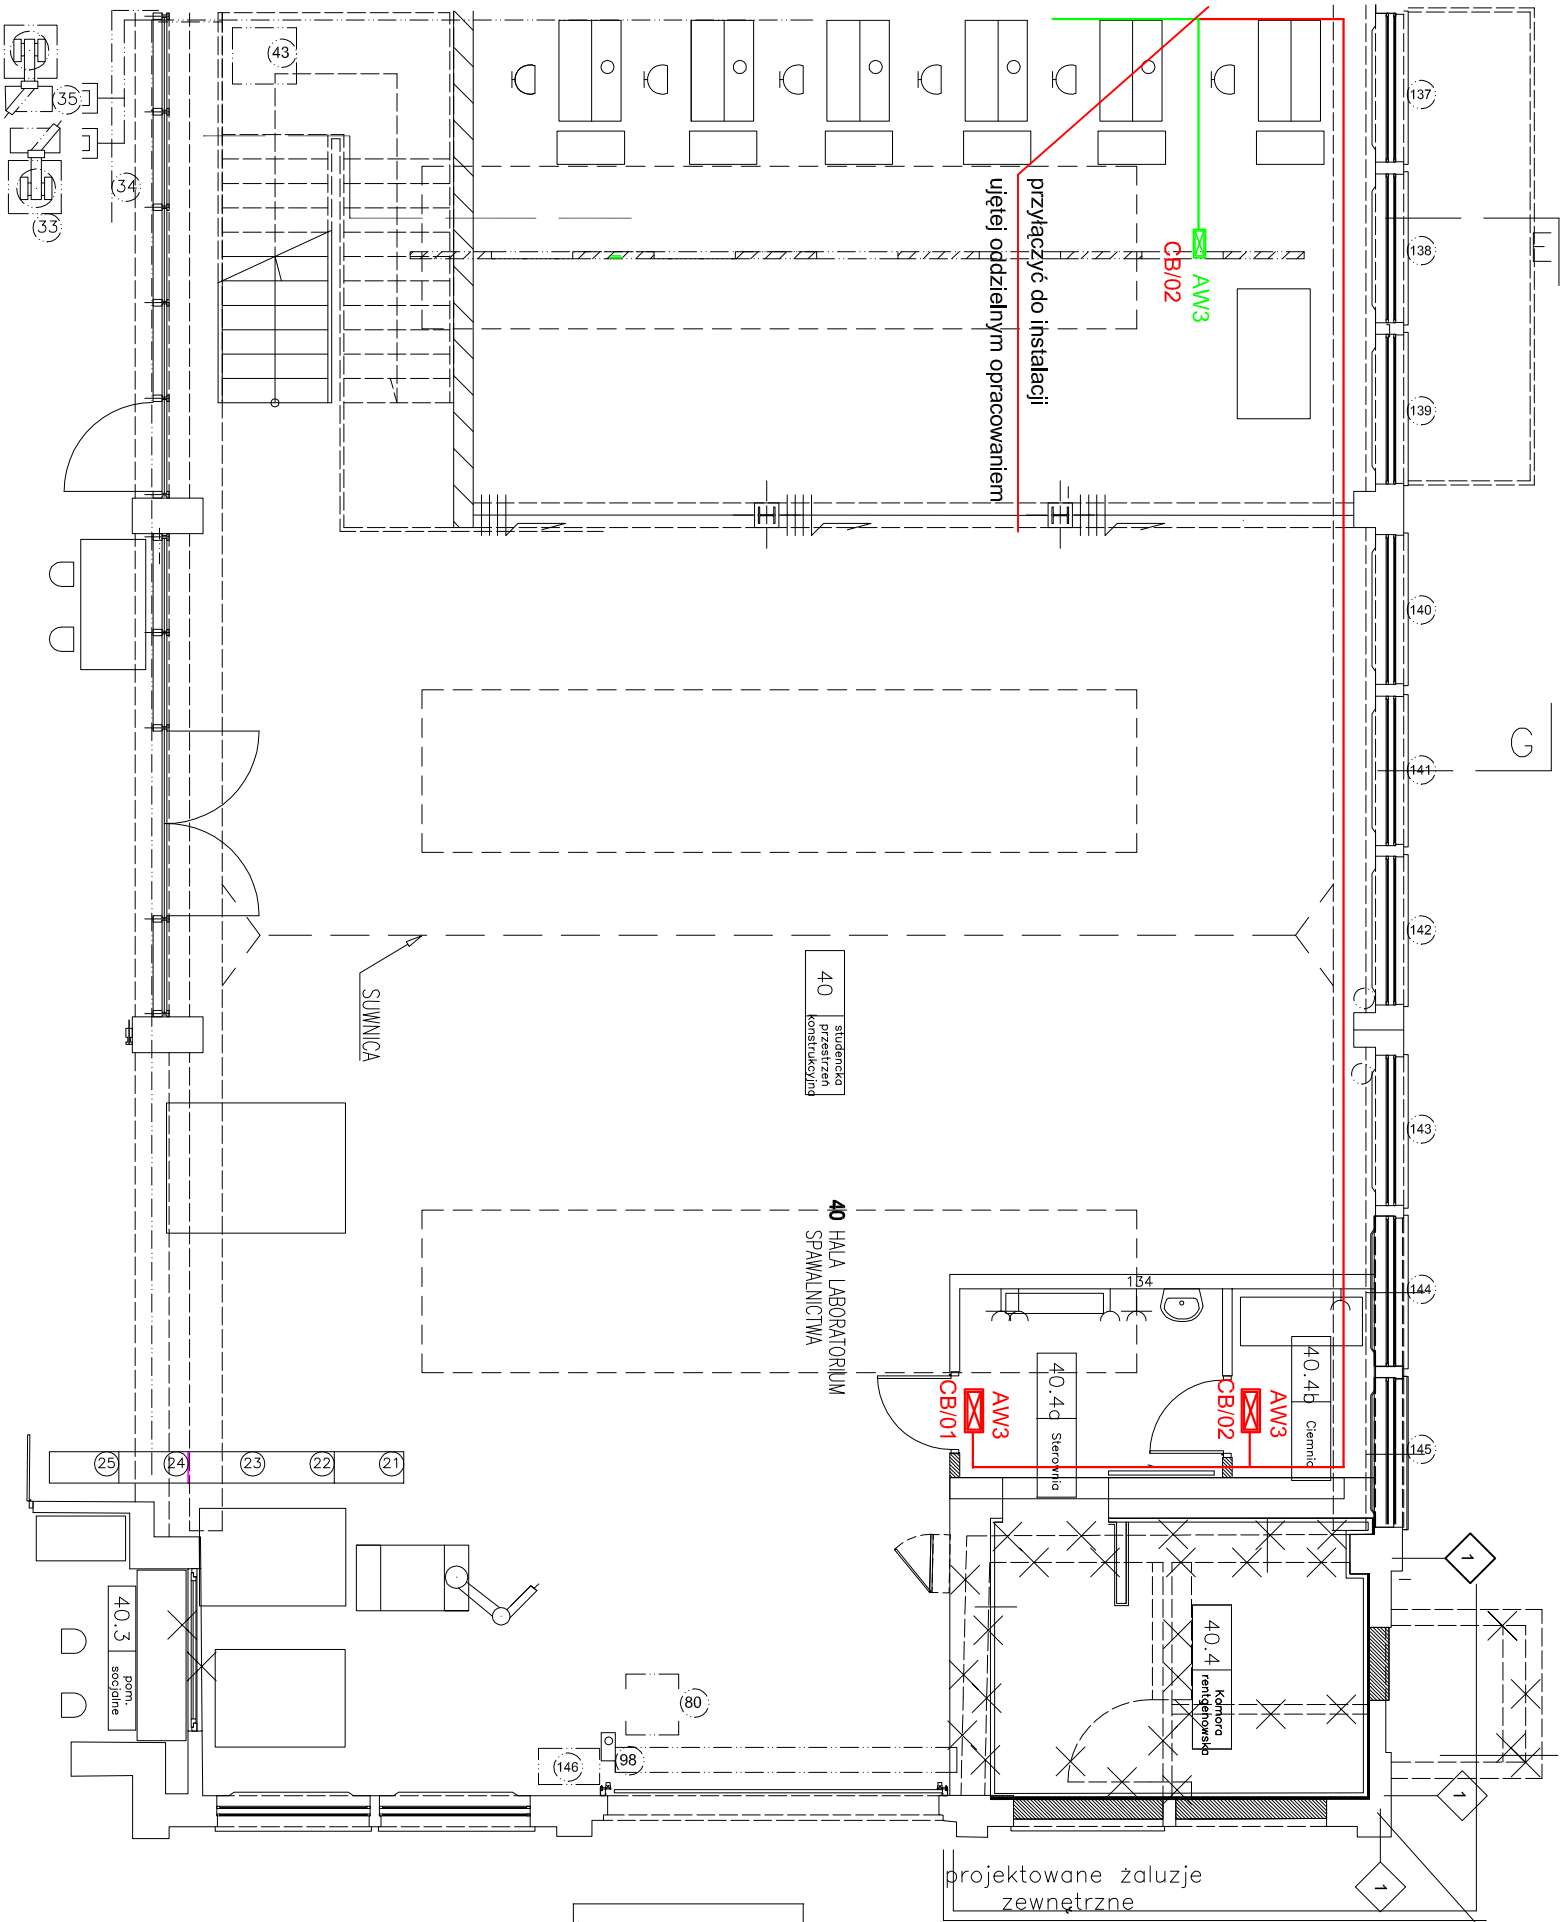 43
35
34
33
137
138
139
140
141
142
143
144
145
E
G
przyłączyć do instalacji
ujętej oddzielnym opracowaniem
AW3
CB/02
SUWNICA
40
studencka
przestrzeń
konstrukcyjna
40 HALA LABORATORIUM
SPAWALNICTWA
134
40.4a Sterownia
40.4b Ciemnia
AW3
CB/01
AW3
CB/02
25
24
23
22
21
40.3
pom.
socjalne
40.4
Komora
rentgenowska
80
98
146
1
1
1
projektowane żaluzje
zewnętrzne